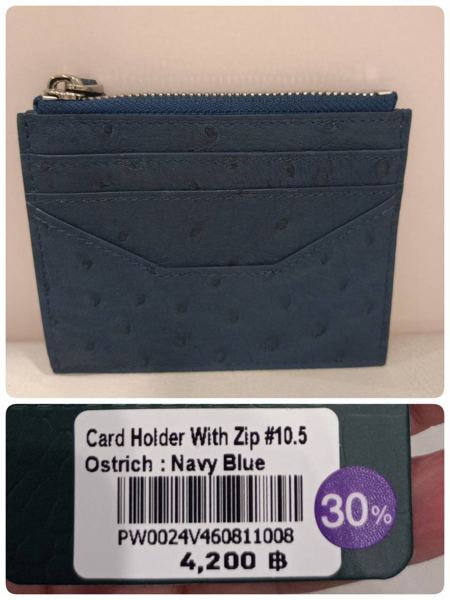 Card Holder With Zip #10.5
Ostrich : Navy Blue
PW0024V460811008
4,200 ฿
30%